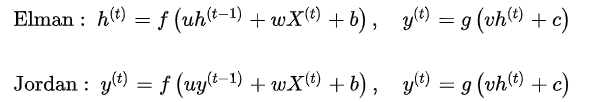 Elman : h⁽ᵗ⁾ = f (uh⁽ᵗ⁻¹⁾ + wX⁽ᵗ⁾ + b) , y⁽ᵗ⁾ = g (vh⁽ᵗ⁾ + c)
Jordan : y⁽ᵗ⁾ = f (uy⁽ᵗ⁻¹⁾ + wX⁽ᵗ⁾ + b) , y⁽ᵗ⁾ = g (vh⁽ᵗ⁾ + c)